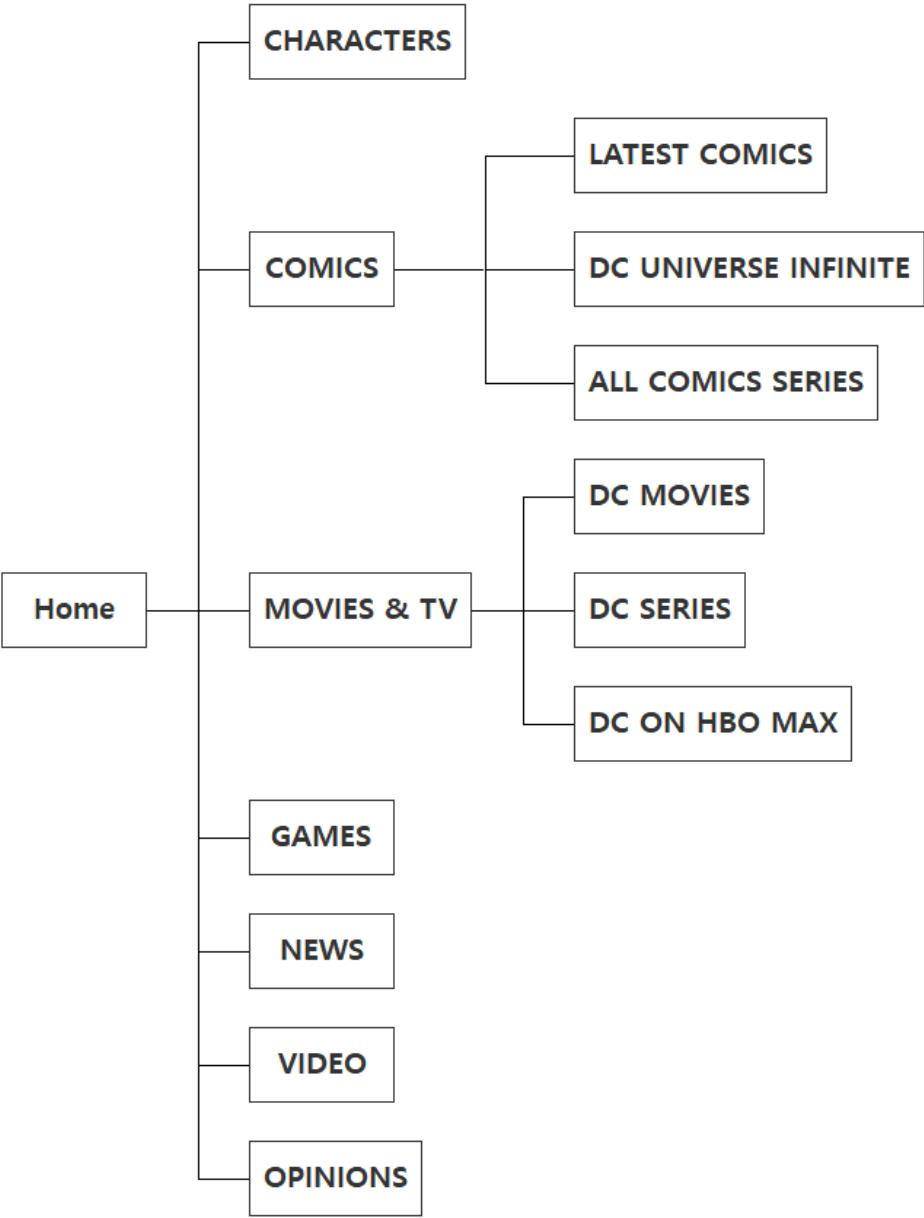 CHARACTERS
LATEST COMICS
COMICS
DC UNIVERSE INFINITE
ALL COMICS SERIES
DC MOVIES
Home
MOVIES & TV
DC SERIES
DC ON HBO MAX
GAMES
NEWS
VIDEO
OPINIONS